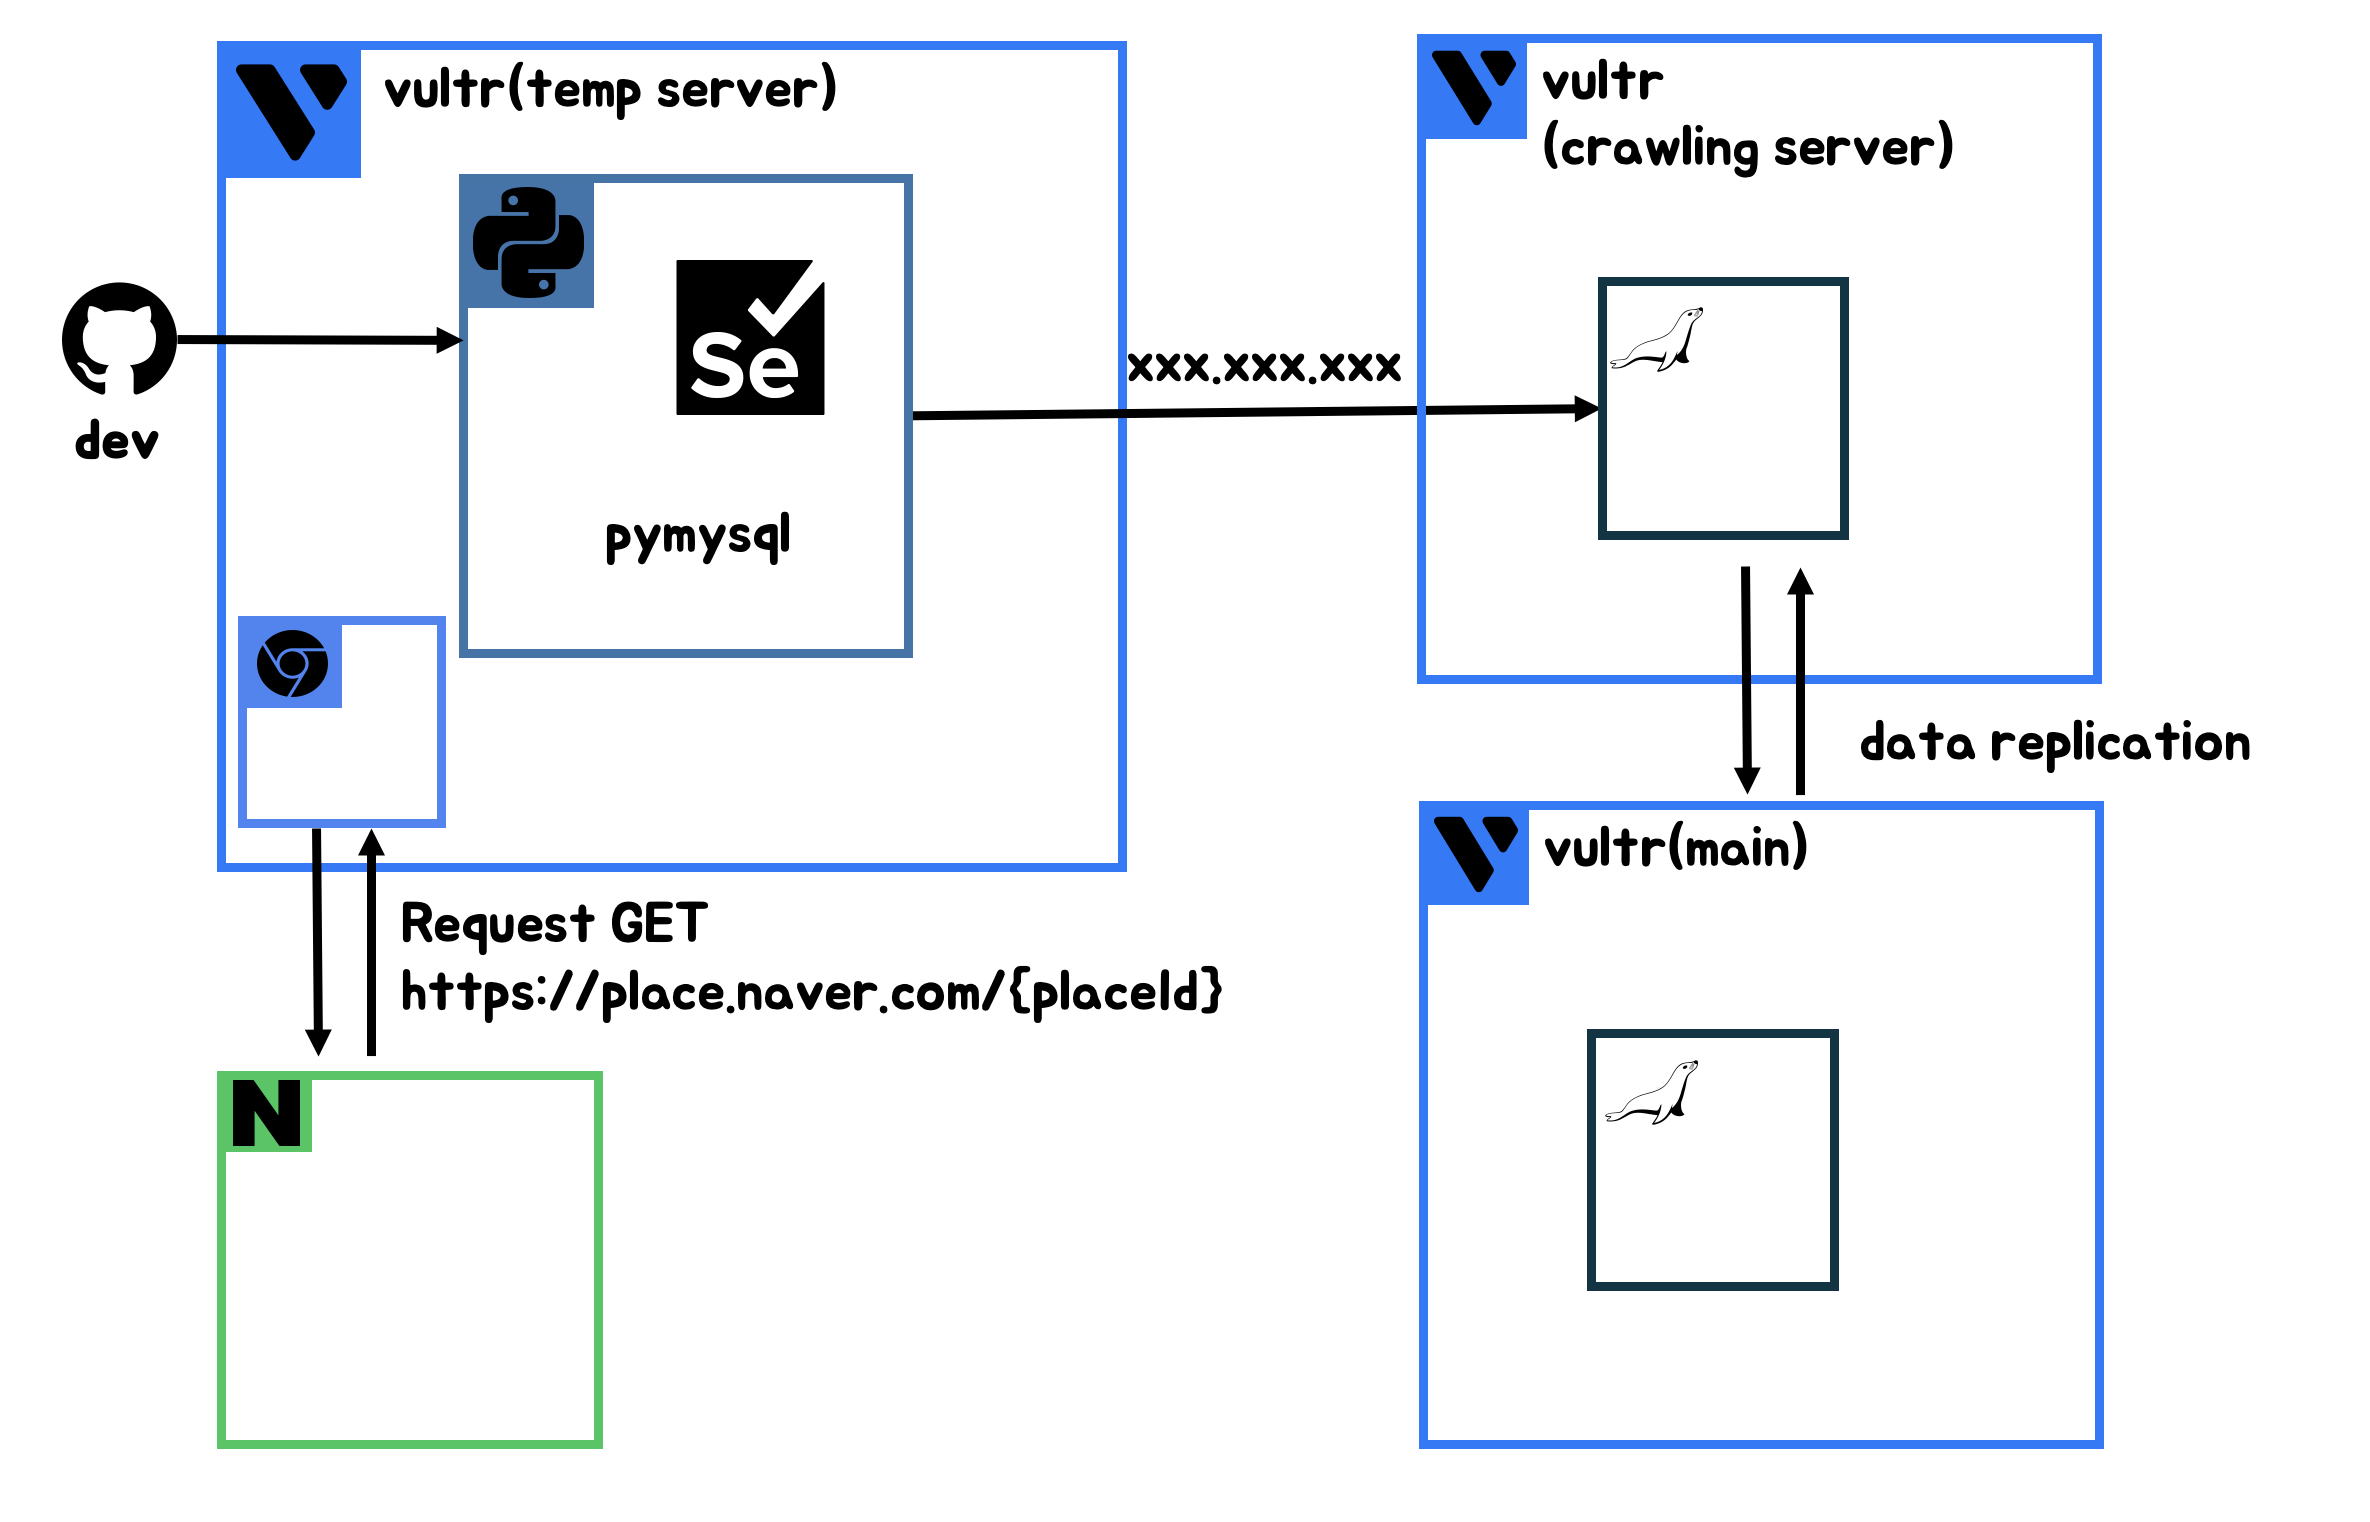 vultr(temp server)
Se
pymysql
dev
xxx.xxx.xxx
vultr
(crawling server)
data replication
vultr(main)
Request GET
https://place.naver.com/{placeId}
N